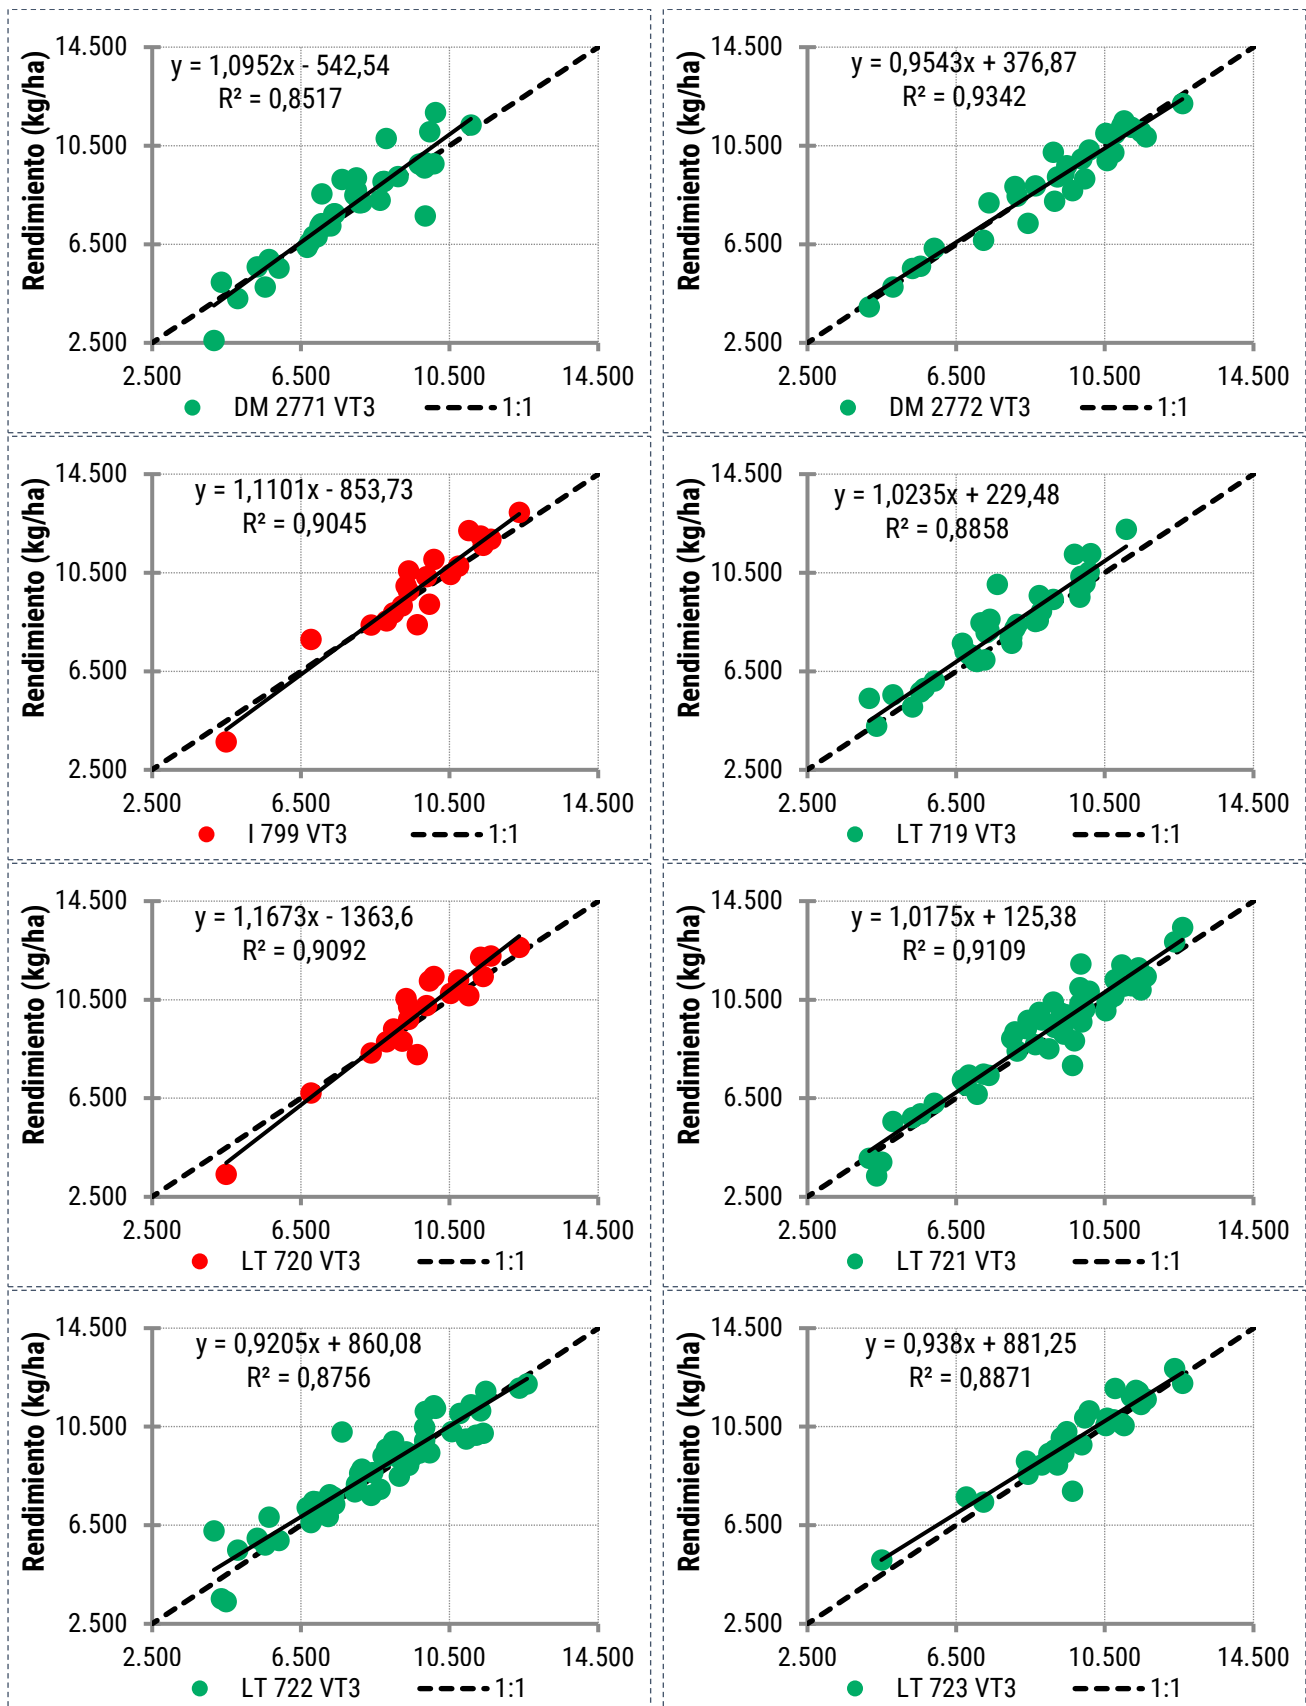 Rendimiento (kg/ha)
14.500
10.500
6.500
2.500
y = 1,0952x - 542,54
R² = 0,8517
2.500 6.500 10.500 14.500
DM 2771 VT3 1:1
Rendimiento (kg/ha)
14.500
10.500
6.500
2.500
y = 0,9543x + 376,87
R² = 0,9342
2.500 6.500 10.500 14.500
DM 2772 VT3 1:1
Rendimiento (kg/ha)
14.500
10.500
6.500
2.500
y = 1,1101x - 853,73
R² = 0,9045
2.500 6.500 10.500 14.500
I 799 VT3 1:1
Rendimiento (kg/ha)
14.500
10.500
6.500
2.500
y = 1,0235x + 229,48
R² = 0,8858
2.500 6.500 10.500 14.500
LT 719 VT3 1:1
Rendimiento (kg/ha)
14.500
10.500
6.500
2.500
y = 1,1673x - 1363,6
R² = 0,9092
2.500 6.500 10.500 14.500
LT 720 VT3 1:1
Rendimiento (kg/ha)
14.500
10.500
6.500
2.500
y = 1,0175x + 125,38
R² = 0,9109
2.500 6.500 10.500 14.500
LT 721 VT3 1:1
Rendimiento (kg/ha)
14.500
10.500
6.500
2.500
y = 0,9205x + 860,08
R² = 0,8756
2.500 6.500 10.500 14.500
LT 722 VT3 1:1
Rendimiento (kg/ha)
14.500
10.500
6.500
2.500
y = 0,938x + 881,25
R² = 0,8871
2.500 6.500 10.500 14.500
LT 723 VT3 1:1